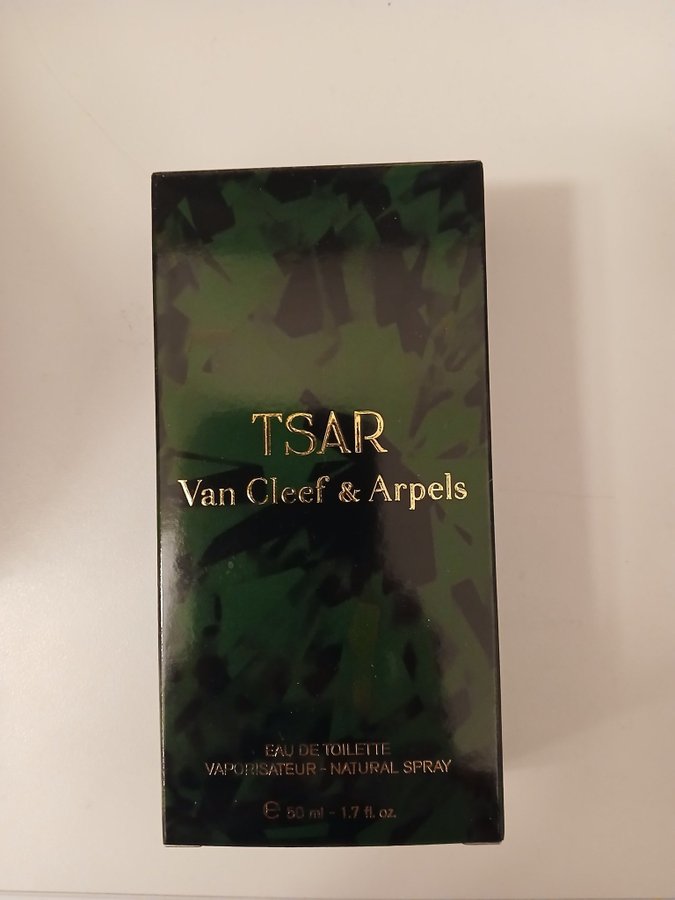 TSAR
Van Cleef & Arpels
EAU DE TOILETTE
VAPORISATEUR - NATURAL SPRAY
℮ 50 ml - 1.7 fl. oz.